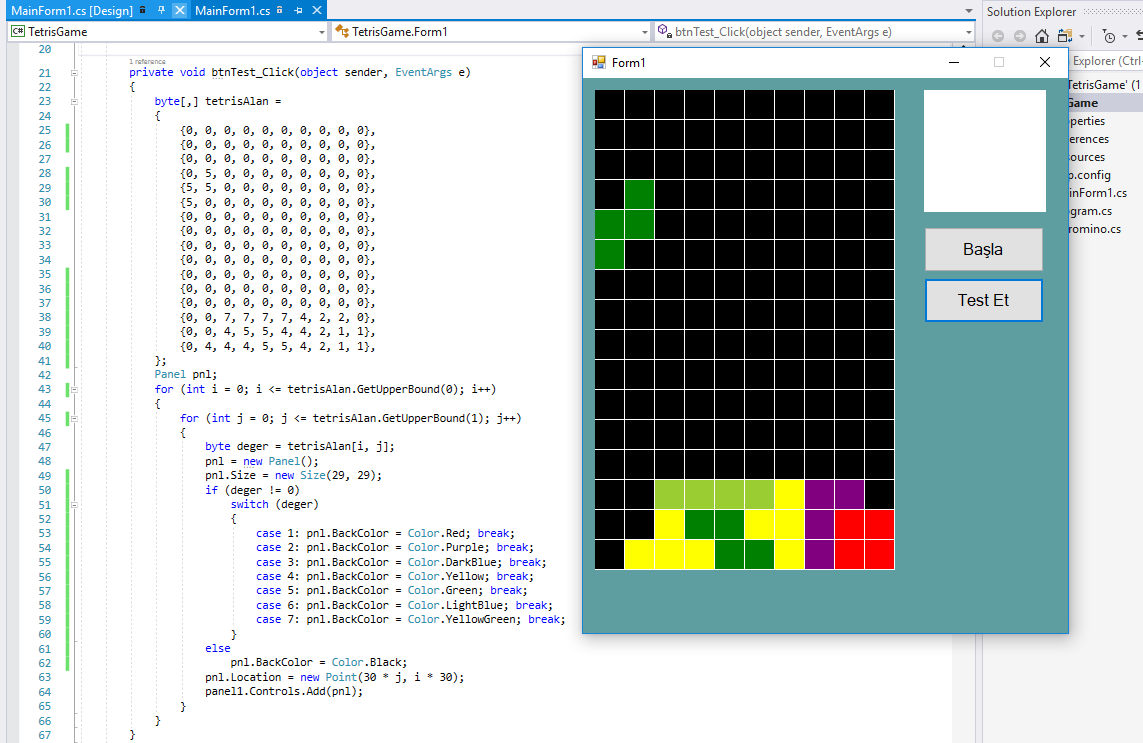 MainForm1.cs [Design]
MainForm1.cs
Solution Explorer
TetrisGame
TetrisGame.Form1
btnTest_Click(object sender, EventArgs e)
20
1 reference
21 private void btnTest_Click(object sender, EventArgs e)
22 {
23 byte[,] tetrisAlan =
24 {
25 {0, 0, 0, 0, 0, 0, 0, 0, 0, 0},
26 {0, 0, 0, 0, 0, 0, 0, 0, 0, 0},
27 {0, 0, 0, 0, 0, 0, 0, 0, 0, 0},
28 {0, 5, 0, 0, 0, 0, 0, 0, 0, 0},
29 {5, 5, 0, 0, 0, 0, 0, 0, 0, 0},
30 {5, 0, 0, 0, 0, 0, 0, 0, 0, 0},
31 {0, 0, 0, 0, 0, 0, 0, 0, 0, 0},
32 {0, 0, 0, 0, 0, 0, 0, 0, 0, 0},
33 {0, 0, 0, 0, 0, 0, 0, 0, 0, 0},
34 {0, 0, 0, 0, 0, 0, 0, 0, 0, 0},
35 {0, 0, 0, 0, 0, 0, 0, 0, 0, 0},
36 {0, 0, 0, 0, 0, 0, 0, 0, 0, 0},
37 {0, 0, 0, 0, 0, 0, 0, 0, 0, 0},
38 {0, 0, 7, 7, 7, 7, 4, 2, 2, 0},
39 {0, 0, 4, 5, 5, 4, 4, 2, 1, 1},
40 {0, 4, 4, 4, 5, 5, 4, 2, 1, 1},
41 };
42 Panel pnl;
43 for (int i = 0; i <= tetrisAlan.GetUpperBound(0); i++)
44 {
45 for (int j = 0; j <= tetrisAlan.GetUpperBound(1); j++)
46 {
47 byte deger = tetrisAlan[i, j];
48 pnl = new Panel();
49 pnl.Size = new Size(29, 29);
50 if (deger != 0)
51 switch (deger)
52 {
53 case 1: pnl.BackColor = Color.Red; break;
54 case 2: pnl.BackColor = Color.Purple; break;
55 case 3: pnl.BackColor = Color.DarkBlue; break;
56 case 4: pnl.BackColor = Color.Yellow; break;
57 case 5: pnl.BackColor = Color.Green; break;
58 case 6: pnl.BackColor = Color.LightBlue; break;
59 case 7: pnl.BackColor = Color.YellowGreen; break;
60 }
61 else
62 pnl.BackColor = Color.Black;
63 pnl.Location = new Point(30 * j, i * 30);
64 panel1.Controls.Add(pnl);
65 }
66 }
67 }
Form1
Başla
Test Et
Explorer (Ctrl-
TetrisGame' (1
Game
perties
erences
ources
p.config
inForm1.cs
gram.cs
romino.cs